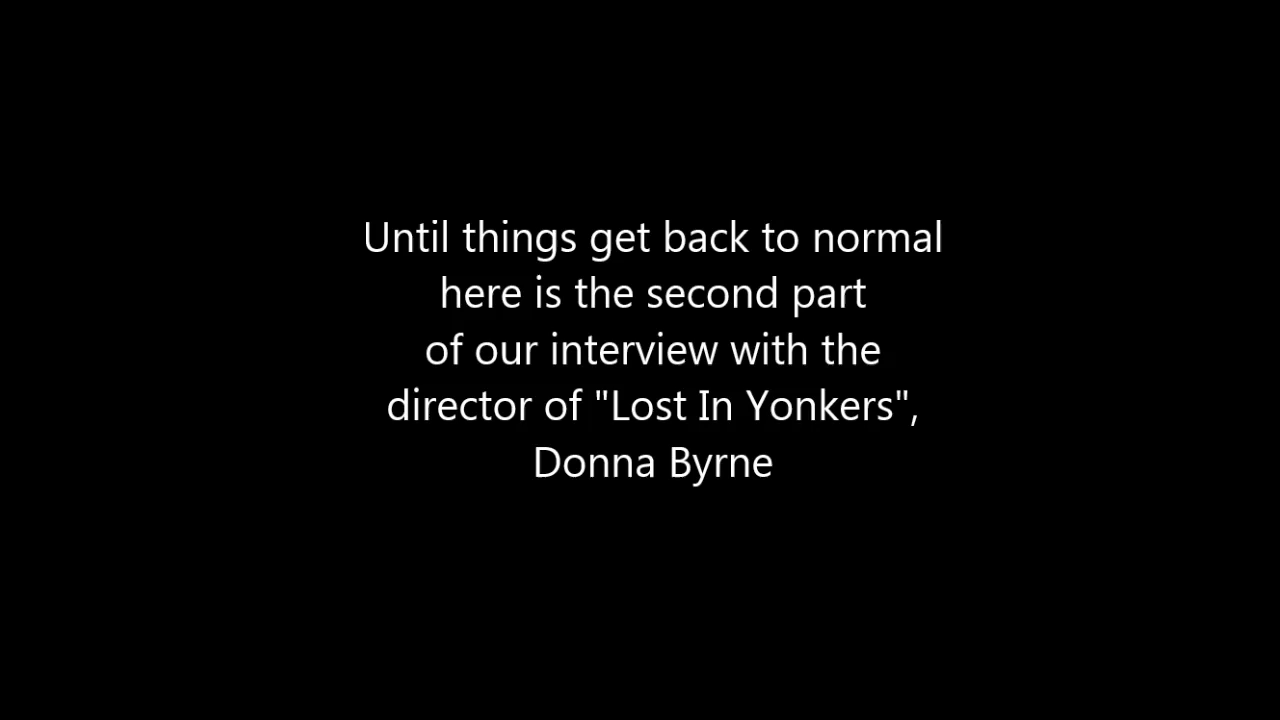 Until things get back to normal
here is the second part
of our interview with the
director of "Lost In Yonkers",
Donna Byrne